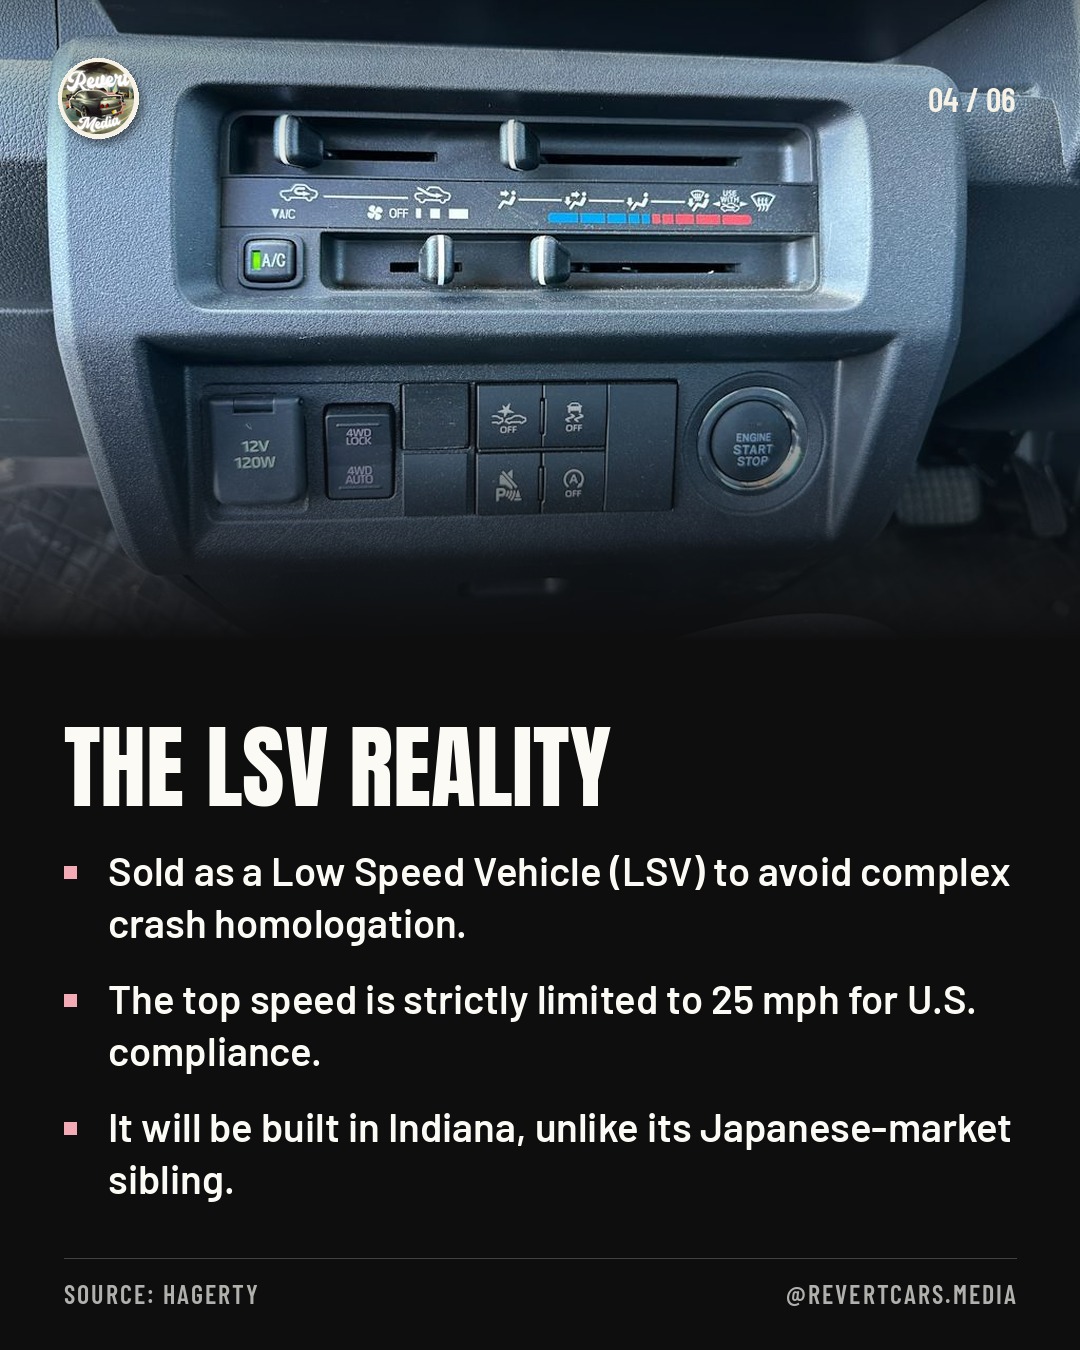 Revert
Media
04 / 06
▼A/C
OFF
USE
WITH
A/C
12V
120W
4WD
LOCK
4WD
AUTO
OFF
OFF
P
A
OFF
ENGINE
START
STOP
THE LSV REALITY
Sold as a Low Speed Vehicle (LSV) to avoid complex
crash homologation.
The top speed is strictly limited to 25 mph for U.S.
compliance.
It will be built in Indiana, unlike its Japanese-market
sibling.
SOURCE: HAGERTY
@REVERTCARS.MEDIA